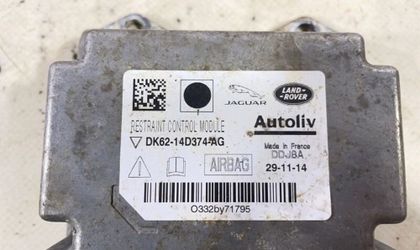 JAGUAR
LAND-
ROVER
RESTRAINT CONTROL MODULE
Autoliv
DK62-14D374-AG
Made in France
DDJBA
AIRBAG
29-11-14
O332by71795